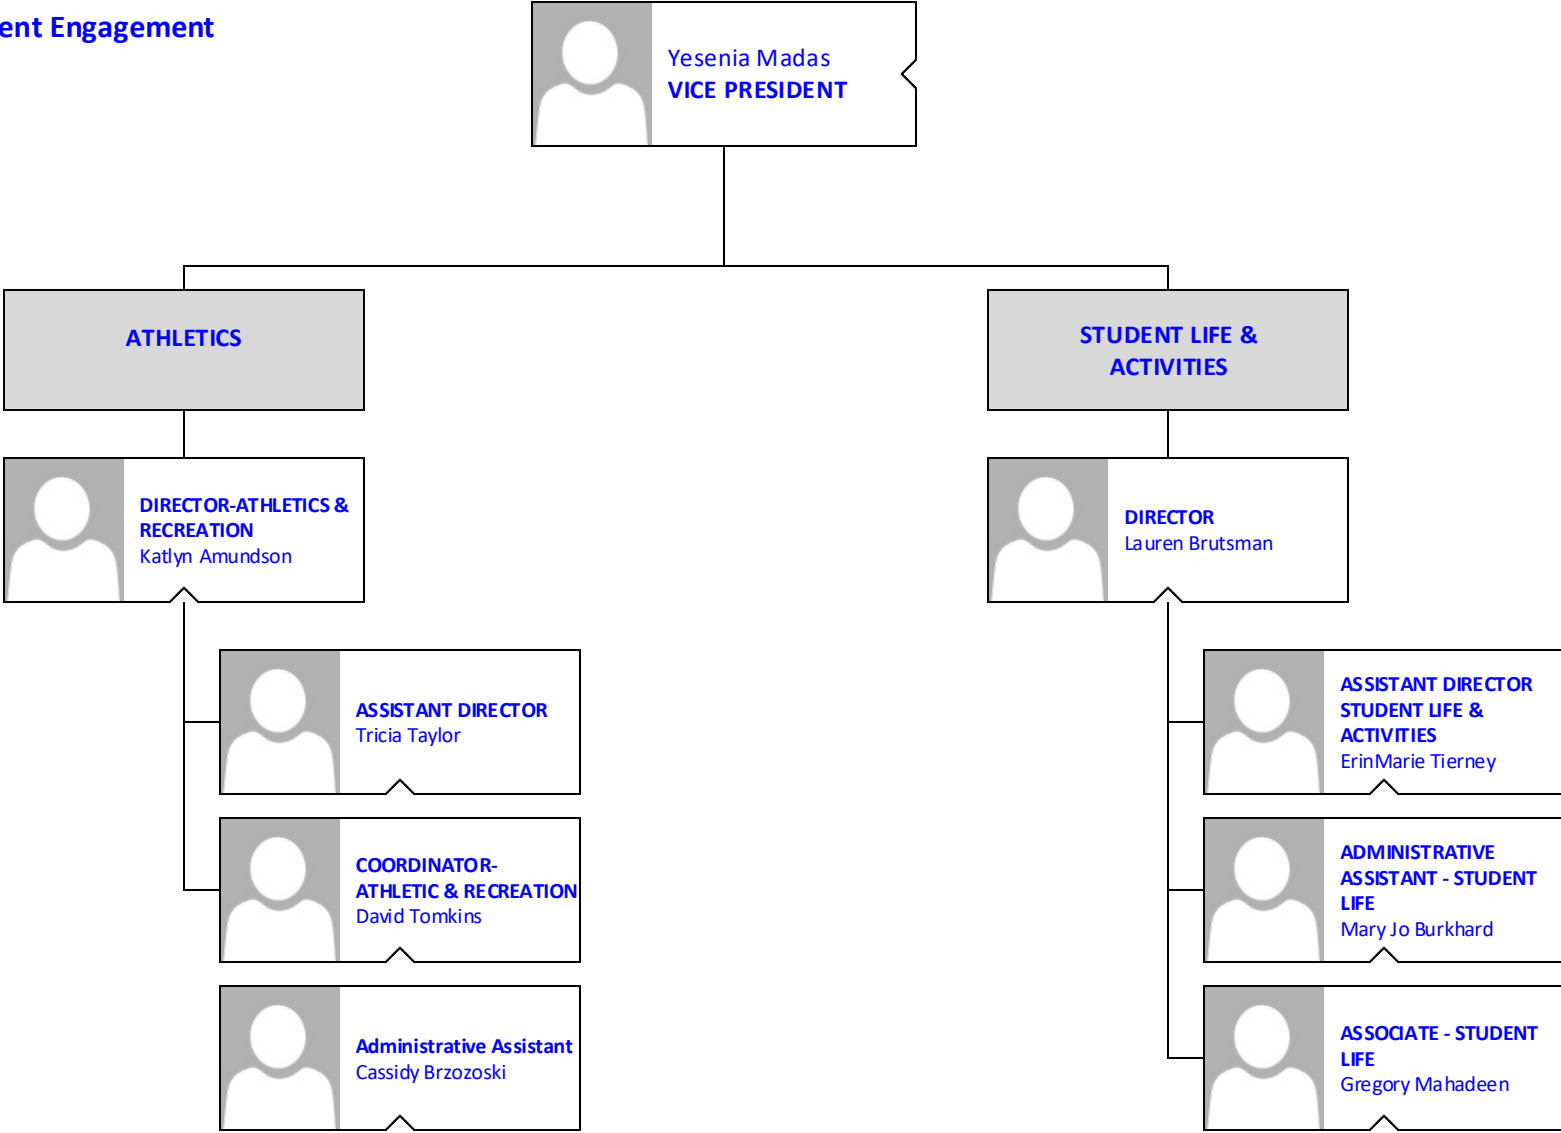 Engagement
Yesenia Madas
VICE PRESIDENT
ATHLETICS
STUDENT LIFE &
ACTIVITIES
DIRECTOR-ATHLETICS &
RECREATION
Katlyn Amundson
DIRECTOR
Lauren Brutsman
ASSISTANT DIRECTOR
Tricia Taylor
COORDINATOR-
ATHLETIC & RECREATION
David Tomkins
Administrative Assistant
Cassidy Brzozoski
ASSISTANT DIRECTOR
STUDENT LIFE &
ACTIVITIES
ErinMarie Tierney
ADMINISTRATIVE
ASSISTANT - STUDENT
LIFE
Mary Jo Burkhard
ASSOCIATE - STUDENT
LIFE
Gregory Mahadeen